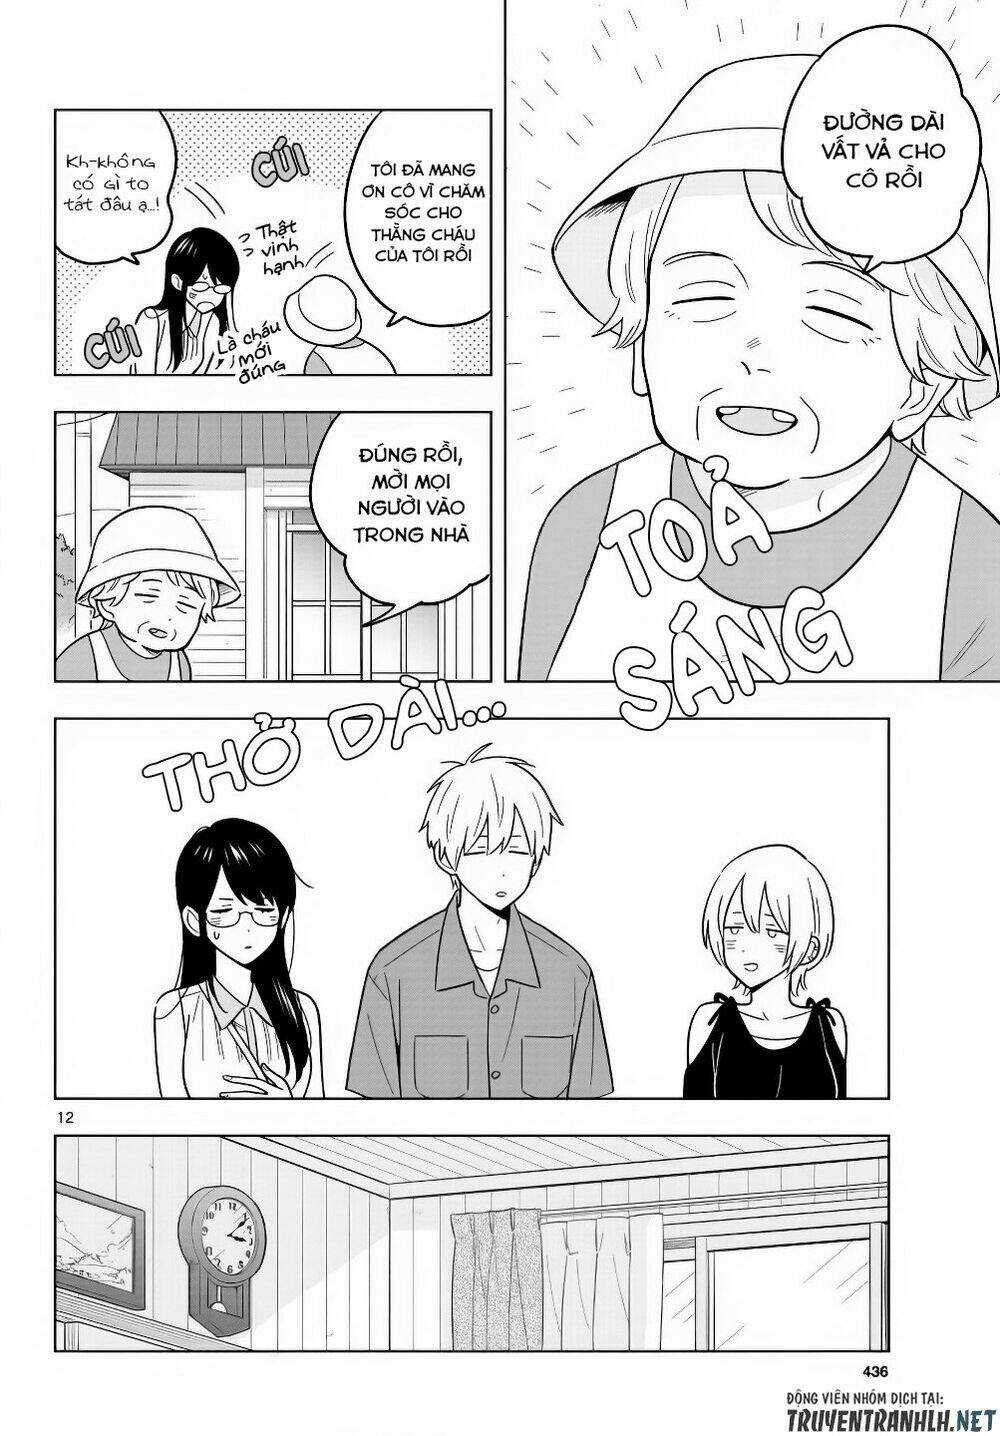 ĐƯỜNG DÀI
VẤT VẢ CHO
CÔ RỒI
TOẢ
SÁNG
TÔI ĐÃ MANG
ƠN CÔ VÌ CHĂM
SÓC CHO
THẰNG CHÁU
CỦA TÔI RỒI
CÚI
Kh-không
có gì to
tát đâu ạ...!
Thật
vinh
hạnh
Là cháu
mới
đúng
CÚI
ĐÚNG RỒI,
MỜI MỌI
NGƯỜI VÀO
TRONG NHÀ
THỞ DÀI...
12
436
ĐỘNG VIÊN NHÓM DỊCH TẠI:
TRUYENTRANHLH.NET